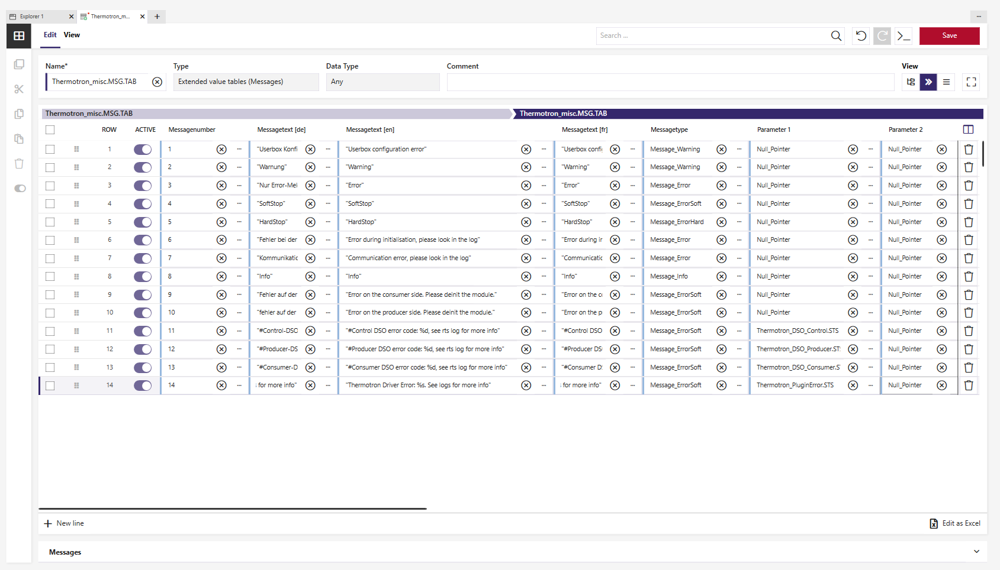 Explorer 1
Thermotron_m...
Edit View
Search ...
Save
Name* Type Data Type Comment View
Thermotron_misc.MSG.TAB Extended value tables (Messages) Any
Thermotron_misc.MSG.TAB Thermotron_misc.MSG.TAB
ROW ACTIVE Messagenumber Messagetext [de] Messagetext [en] Messagetext [fr] Messagetype Parameter 1 Parameter 2
1 1 "Userbox Konfi "Userbox configuration error" "Userbox config Message_Warning Null_Pointer Null_Pointer
2 2 "Warnung" "Warning" "Warning" Message_Warning Null_Pointer Null_Pointer
3 3 "Nur Error-Mel "Error" "Error" Message_Error Null_Pointer Null_Pointer
4 4 "SoftStop" "SoftStop" "SoftStop" Message_ErrorSoft Null_Pointer Null_Pointer
5 5 "HardStop" "HardStop" "HardStop" Message_ErrorHard Null_Pointer Null_Pointer
6 6 "Fehler bei der "Error during initialisation, please look in the log" "Error during ir Message_Error Null_Pointer Null_Pointer
7 7 "Kommunikatic "Communication error, please look in the log" "Communicatic Message_Error Null_Pointer Null_Pointer
8 8 "Info" "Info" "Info" Message_Info Null_Pointer Null_Pointer
9 9 "Fehler auf der "Error on the consumer side. Please deinit the module." "Error on the c Message_ErrorSoft Null_Pointer Null_Pointer
10 10 "fehler auf der "Error on the producer side. Please deinit the module." "Error on the p Message_ErrorSoft Null_Pointer Null_Pointer
11 11 "#Control-DSO "#Control DSO error code: %d, see rts log for more info" "#Control DSO Message_ErrorSoft Thermotron_DSO_Control.STS Null_Pointer
12 12 "#Producer-DS "#Producer DSO error code: %d, see rts log for more info" "#Producer DS Message_ErrorSoft Thermotron_DSO_Producer.ST Null_Pointer
13 13 "#Consumer-D "#Consumer DSO error code: %d, see rts log for more info" "#Consumer D Message_ErrorSoft Thermotron_DSO_Consumer.S Null_Pointer
14 14 for more info" "Thermotron Driver Error: %s. See logs for more info" for more info" Message_ErrorSoft Thermotron_PluginError.STS Null_Pointer
New line Edit as Excel
Messages